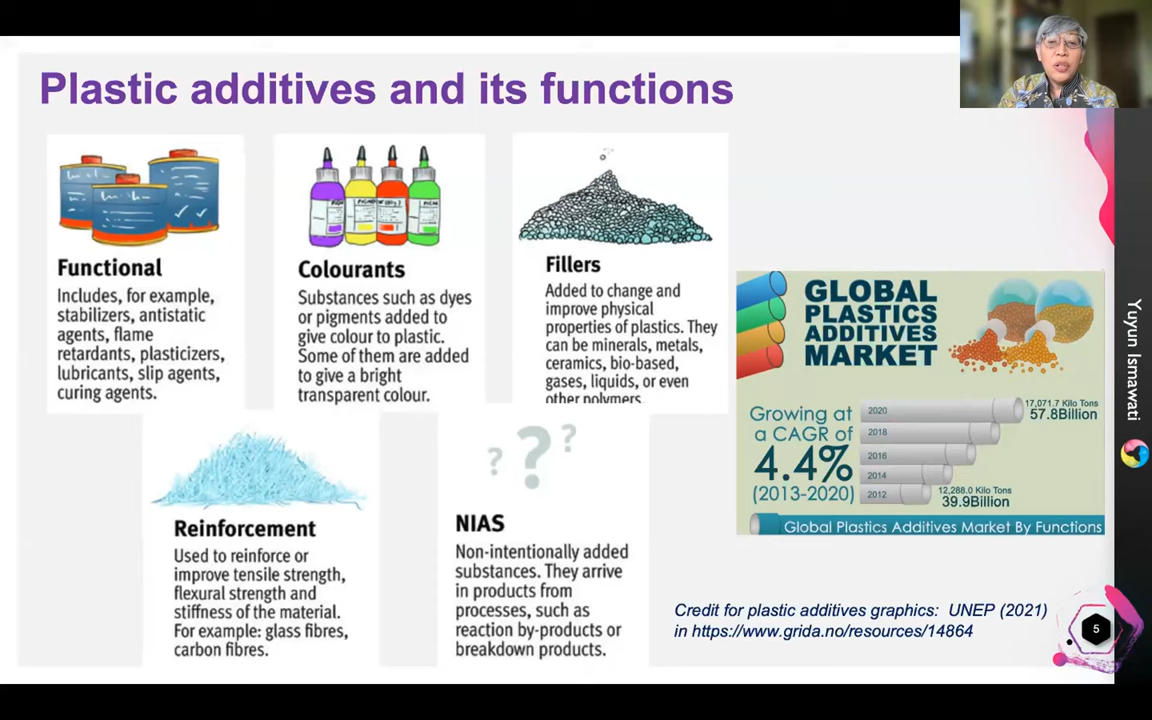 Plastic additives and its functions
Functional
Includes, for example,
stabilizers, antistatic
agents, flame
retardants, plasticizers,
lubricants, slip agents,
curing agents.
Colourants
Substances such as dyes
or pigments added to
give colour to plastic.
Some of them are added
to give a bright
transparent colour.
Fillers
Added to change and
improve physical
properties of plastics. They
can be minerals, metals,
ceramics, bio-based,
gases, liquids, or even
other polymers.
Reinforcement
Used to reinforce or
improve tensile strength,
flexural strength and
stiffness of the material.
For example: glass fibres,
carbon fibres.
NIAS
Non-intentionally added
substances. They arrive
in products from
processes, such as
reaction by-products or
breakdown products.
GLOBAL
PLASTICS
ADDITIVES
MARKET
Growing at
a CAGR of
4.4%
(2013-2020)
2020
17,071.7 Kilo Tons
57.8Billion
2018
2016
2014
2012
12,288.0 Kilo Tons
39.9Billion
Global Plastics Additives Market By Functions
Credit for plastic additives graphics: UNEP (2021)
in https://www.grida.no/resources/14864
Yuyun Ismawati
5